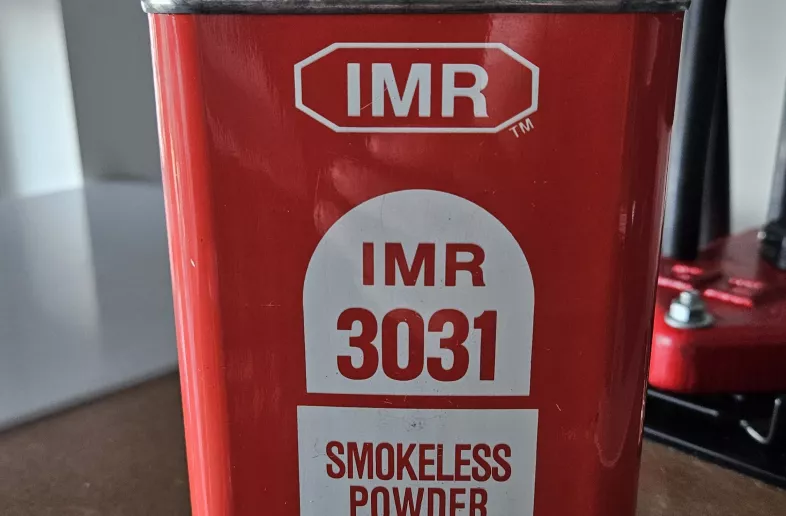 IMR
TM
IMR
3031
SMOKELESS
POWDER